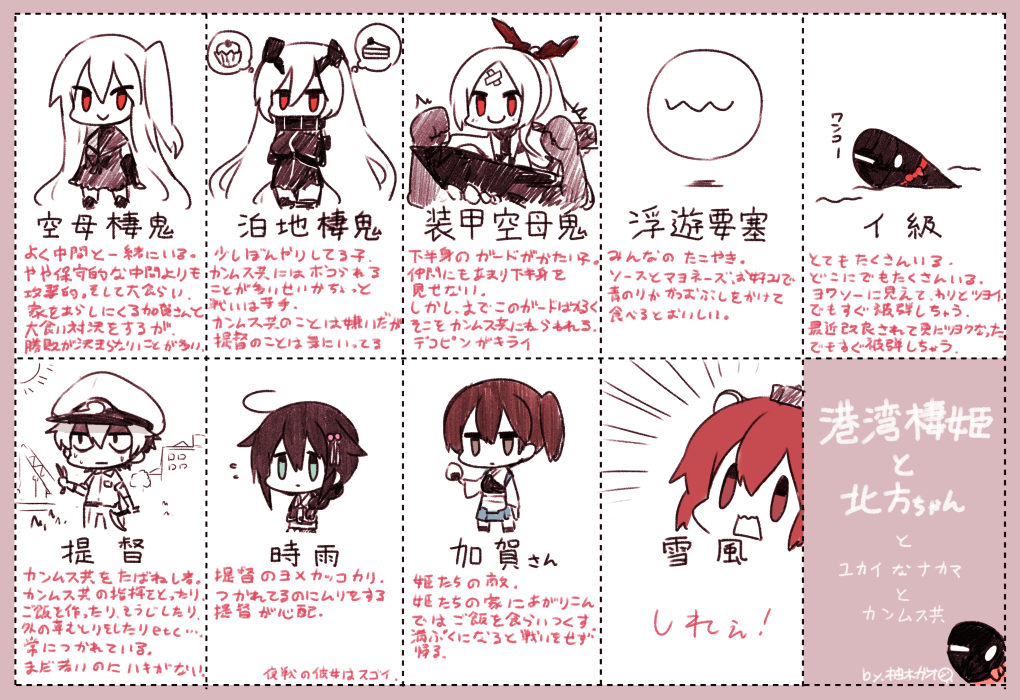 空母棲鬼
よく中間と一緒にいる。
やや保守的な中間よりも
攻撃的。そして大食らい。
家をあらしにくる加賀さんと
大食い対決をするが、
勝敗が決まらないことが多い。
泊地棲鬼
少しぼんやりしてる子。
カンムス共にはボコられる
ことが多いせいかちょっと
戦いは苦手。
カンムス共のことは嫌いだが
提督のことは気にいってる
装甲空母鬼
下半身のガードがかたい子。
仲間にもあまり下半身を
見せない。
しかし、まてこのガードはゆるく
そこをカンムス共にねらわれる。
デコピンがキライ
浮遊要塞
みんなのたこやき。
ソースとマヨネーズ、お好みで
青のりかかつおぶしをかけて
食べるとおいしい。
ワンコー
イ級
とてもたくさんいる。
どこにでもたくさんいる。
ヨワソーに見えて、わりとツヨイ
でもすぐ被弾しちゃう。
最近改良されて更にツヨクなった
でもすぐ被弾しちゃう。
提督
カンムス共をたばねし者。
カンムス共の指揮をとったり、
ご飯を作ったり、そうじしたり、
外の草むしりをしたりetc…。
常につかれている。
まだ若いのにハキがない。
時雨
提督のヨメカッコカリ。
つかれてるのにムリをする
提督が心配。
夜戦の彼女はスゴイ。
加賀さん
姫たちの敵。
姫たちの家にあがりこん
ではご飯を食らいつくす。
満ぷくになると戦いをせず
帰る。
雪風
しれぇ!
港湾棲姫
と
北方ちゃん
と
ユカイなナカマ
と
カンムス共
by.柚木ガオ